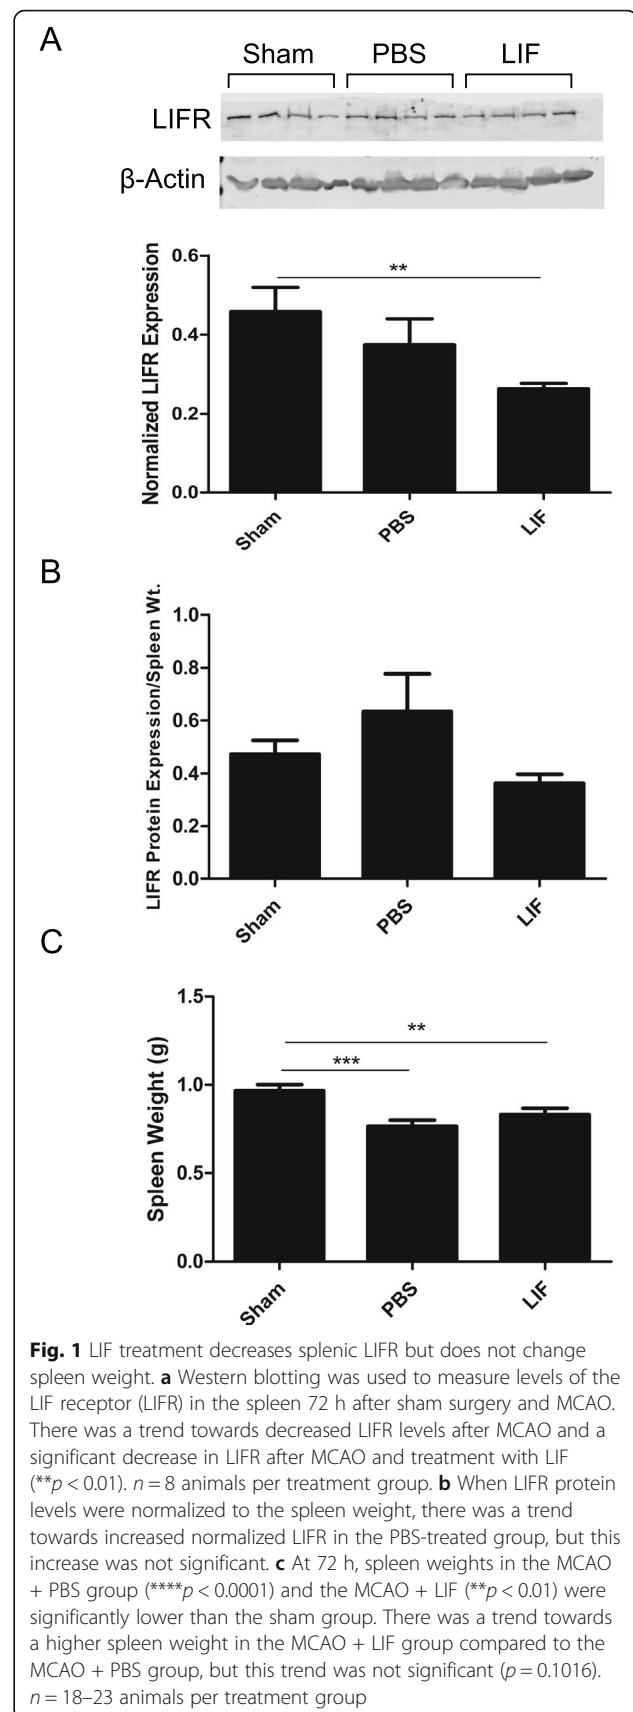 A
Sham PBS LIF
LIFR
β-Actin
Normalized LIFR Expression
0.6
0.4
0.2
0.0
**
Sham
PBS
LIF
B
LIFR Protein Expression/Spleen Wt.
1.0
0.8
0.6
0.4
0.2
0.0
Sham
PBS
LIF
C
Spleen Weight (g)
1.5
1.0
0.5
0.0
**
***
Sham
PBS
LIF
Fig. 1 LIF treatment decreases splenic LIFR but does not change
spleen weight. a Western blotting was used to measure levels of the
LIF receptor (LIFR) in the spleen 72 h after sham surgery and MCAO.
There was a trend towards decreased LIFR levels after MCAO and a
significant decrease in LIFR after MCAO and treatment with LIF
(**p < 0.01). n = 8 animals per treatment group. b When LIFR protein
levels were normalized to the spleen weight, there was a trend
towards increased normalized LIFR in the PBS-treated group, but this
increase was not significant. c At 72 h, spleen weights in the MCAO
+ PBS group (****p < 0.0001) and the MCAO + LIF (**p < 0.01) were
significantly lower than the sham group. There was a trend towards
a higher spleen weight in the MCAO + LIF group compared to the
MCAO + PBS group, but this trend was not significant (p = 0.1016).
n = 18–23 animals per treatment group